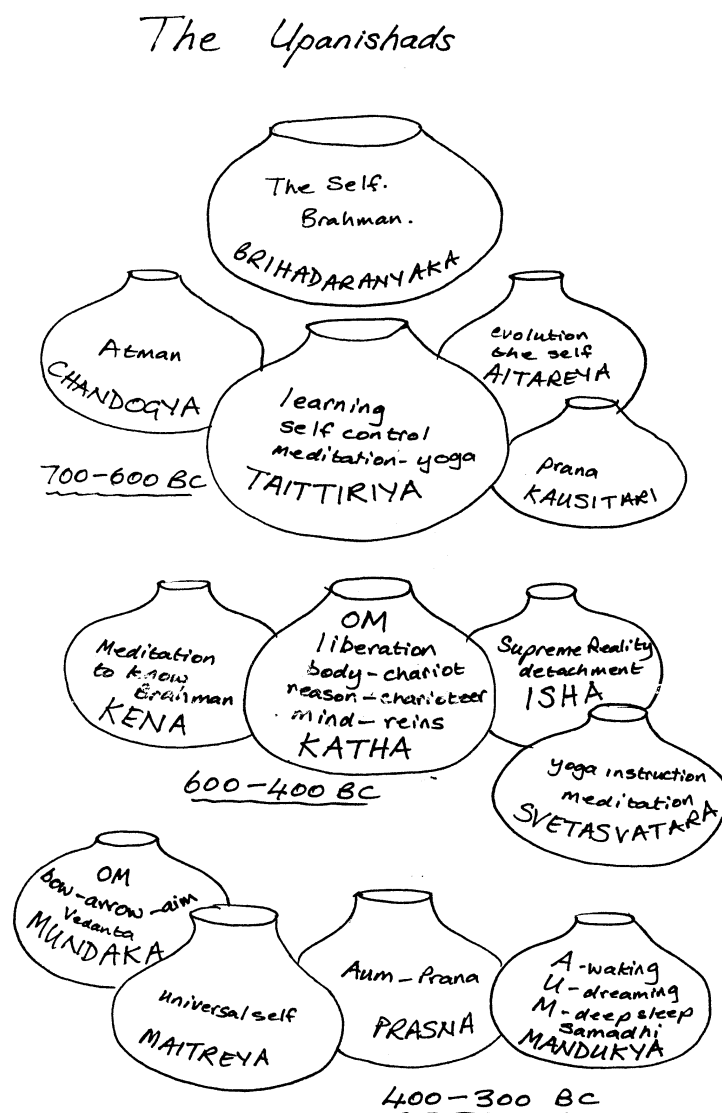 The Upanishads
The Self.
Brahman.
BRIHADARANYAKA
Atman
CHANDOGYA
evolution
the self
AITAREYA
learning
self control
meditation-yoga
TAITTIRIYA
prana
KAUSITARI
700-600 BC
Meditation
to know
Brahman
KENA
OM
liberation
body-chariot
reason-charioteer
mind-reins
KATHA
Supreme Reality
detachment
ISHA
yoga instruction
meditation
SVETASVATARA
600-400 BC
OM
bow-arrow-aim
Vedanta
MUNDAKA
universal self
MAITREYA
Aum-Prana
PRASNA
A-waking
U-dreaming
M-deep sleep
samadhi
MANDUKYA
400-300 BC